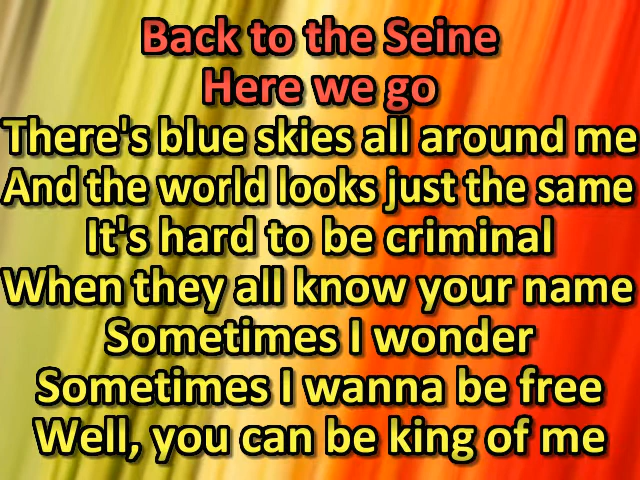 Back to the Seine
Here we go
There's blue skies all around me
And the world looks just the same
It's hard to be criminal
When they all know your name
Sometimes I wonder
Sometimes I wanna be free
Well, you can be king of me